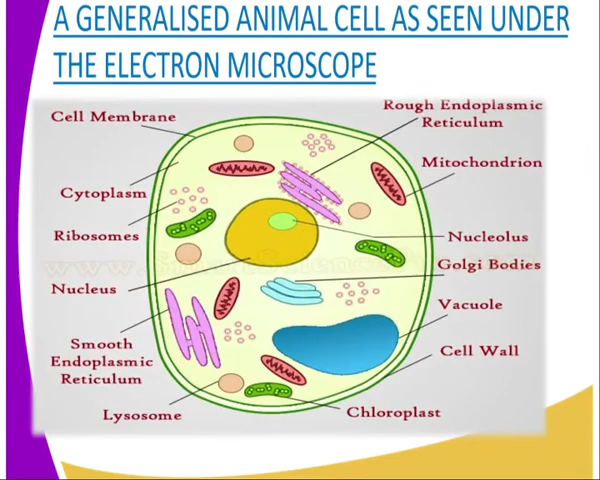 A GENERALISED ANIMAL CELL AS SEEN UNDER
THE ELECTRON MICROSCOPE
Rough Endoplasmic
Reticulum
Cell Membrane
Mitochondrion
Cytoplasm
Ribosomes
Nucleolus
Golgi Bodies
Nucleus
Vacuole
Smooth
Endoplasmic
Reticulum
Cell Wall
Lysosome
Chloroplast